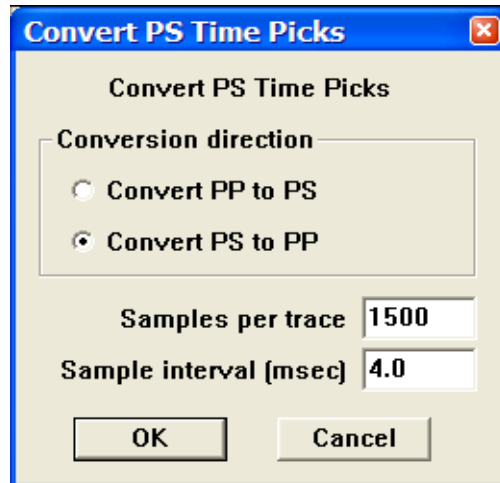 Convert PS Time Picks
Convert PS Time Picks
Conversion direction
Convert PP to PS
Convert PS to PP
Samples per trace 1500
Sample interval (msec) 4.0
OK Cancel